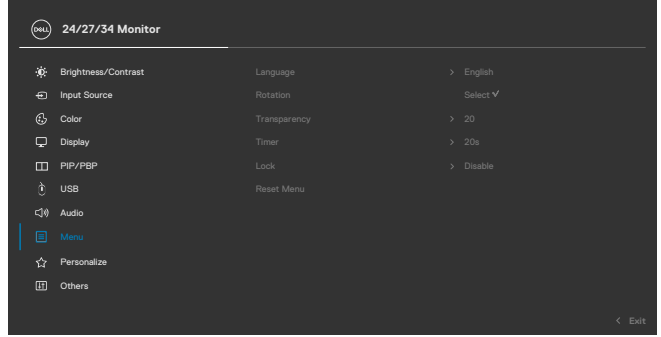 DELL 24/27/34 Monitor
Brightness/Contrast Language > English
Input Source Rotation Select ✓
Color Transparency > 20
Display Timer > 20s
PIP/PBP Lock > Disable
USB Reset Menu
Audio
Menu
Personalize
Others
< Exit